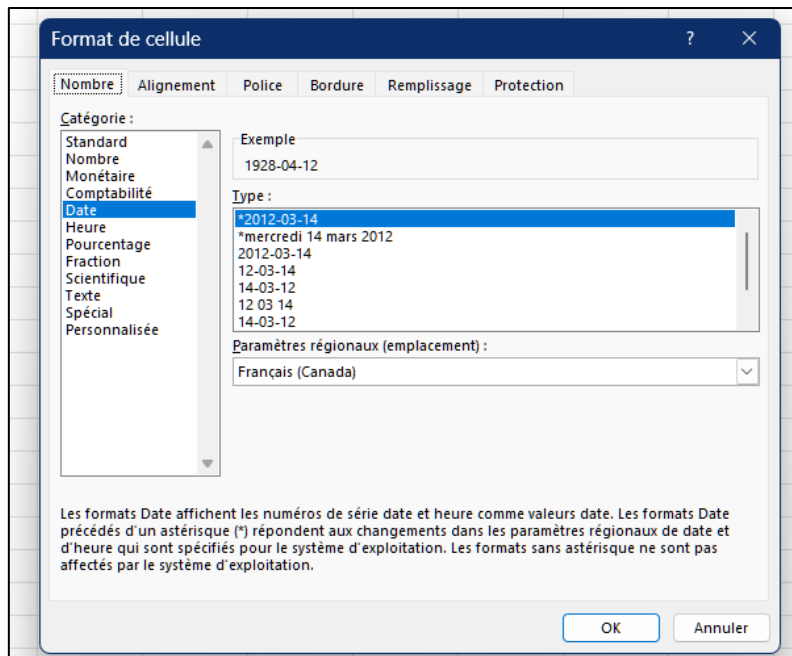 Format de cellule ? ×
Nombre Alignement Police Bordure Remplissage Protection
Catégorie :
Standard
Nombre
Monétaire
Comptabilité
Date
Heure
Pourcentage
Fraction
Scientifique
Texte
Spécial
Personnalisée
Exemple
1928-04-12
Type :
*2012-03-14
*mercredi 14 mars 2012
2012-03-14
12-03-14
14-03-12
12 03 14
14-03-12
Paramètres régionaux (emplacement) :
Français (Canada)
Les formats Date affichent les numéros de série date et heure comme valeurs date. Les formats Date
précédés d'un astérisque (*) répondent aux changements dans les paramètres régionaux de date et
d'heure qui sont spécifiés pour le système d'exploitation. Les formats sans astérisque ne sont pas
affectés par le système d'exploitation.
OK Annuler